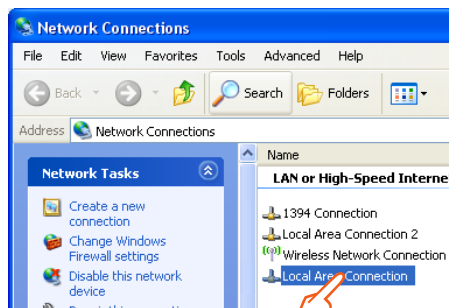 Network Connections
File Edit View Favorites Tools Advanced Help
Back Search Folders
Address Network Connections
Name
Network Tasks
LAN or High-Speed Interne
Create a new
connection
Change Windows
Firewall settings
Disable this network
device
1394 Connection
Local Area Connection 2
Wireless Network Connection
Local Area Connection